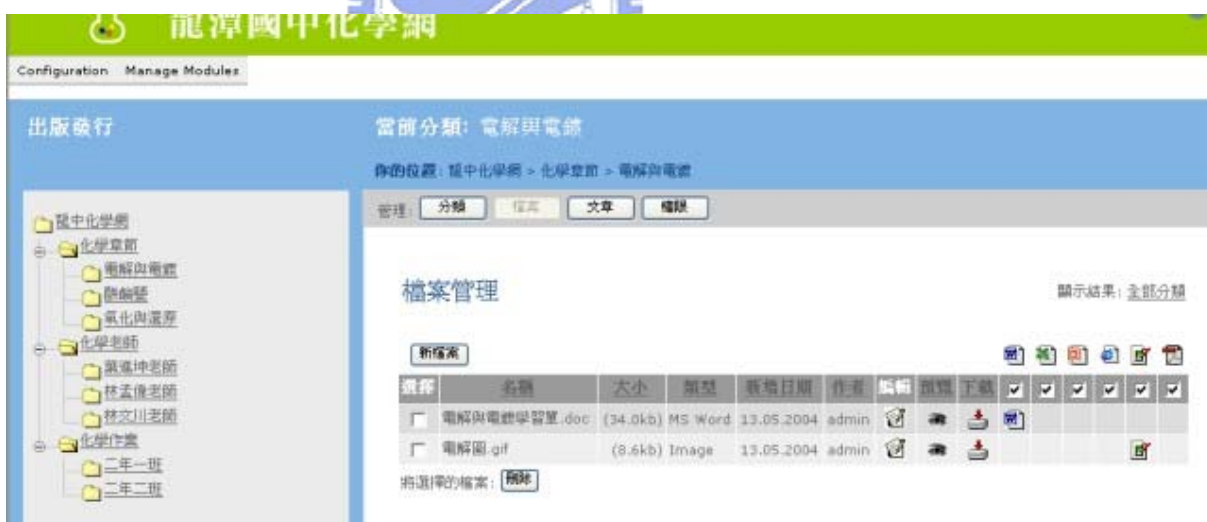 龍潭國中化學網
Configuration Manage Modules
出版發行
當前分類: 電解與電鍍
你的位置: 龍中化學網 > 化學章節 > 電解與電鍍
管理: 分類 檔案 文章 權限
龍中化學網
化學章節
電解與電鍍
酸鹼鹽
氧化與還原
化學老師
葉進坤老師
林孟偉老師
林文川老師
化學作業
二年一班
二年二班
檔案管理
顯示結果: 全部分類
新檔案
選擇 名稱 大小 類型 新增日期 作者 編輯 預覽 下載
電解與電鍍學習單.doc (34.0kb) MS Word 13.05.2004 admin
電解圖.gif (8.6kb) Image 13.05.2004 admin
將選擇的檔案: 刪除